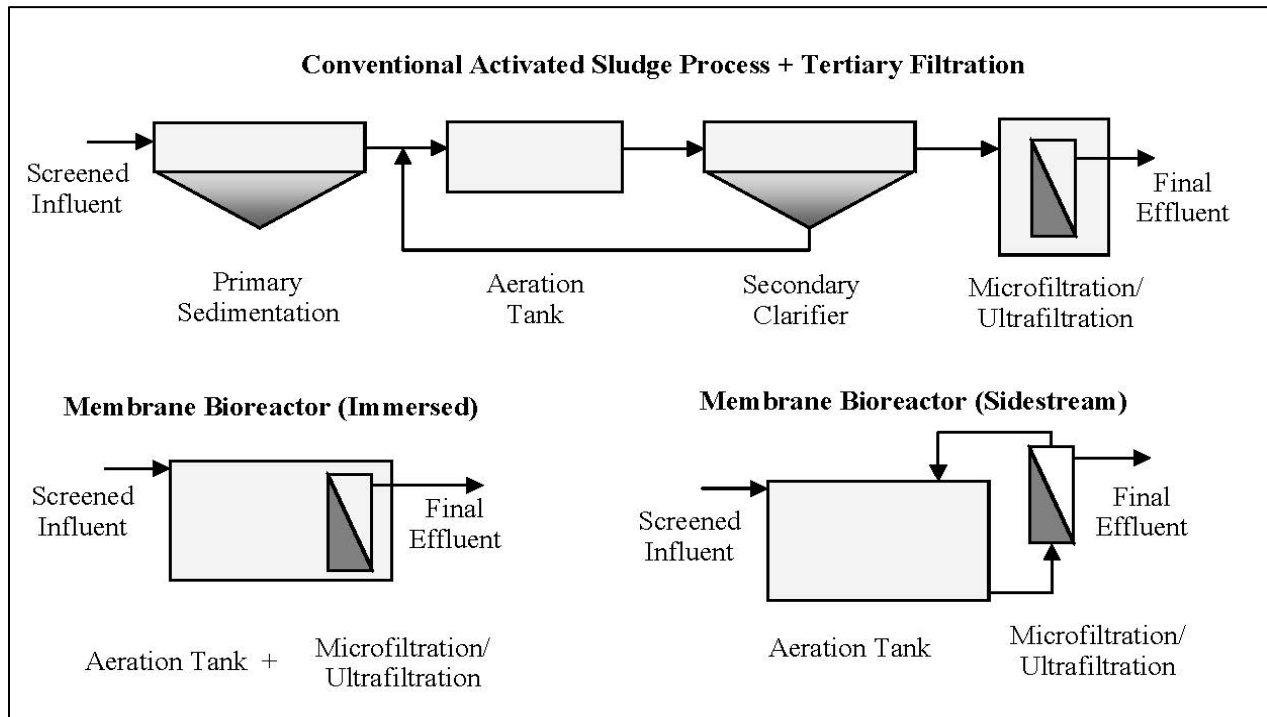 Conventional Activated Sludge Process + Tertiary Filtration
Screened
Influent
Primary
Sedimentation
Aeration
Tank
Secondary
Clarifier
Microfiltration/
Ultrafiltration
Final
Effluent
Membrane Bioreactor (Immersed)
Screened
Influent
Final
Effluent
Aeration Tank +
Microfiltration/
Ultrafiltration
Membrane Bioreactor (Sidestream)
Screened
Influent
Final
Effluent
Aeration Tank
Microfiltration/
Ultrafiltration